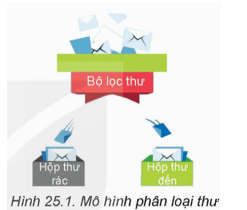 Bộ lọc thư
Hộp thư
rác
Hộp thư
đến
Hình 25.1. Mô hình phân loại thư